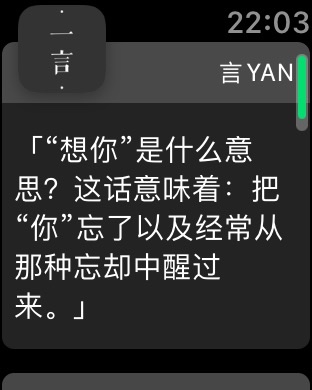 22:03
·
一
言
·
言 YAN
「“想你”是什么意
思？这话意味着：把
“你”忘了以及经常从
那种忘却中醒过
来。」